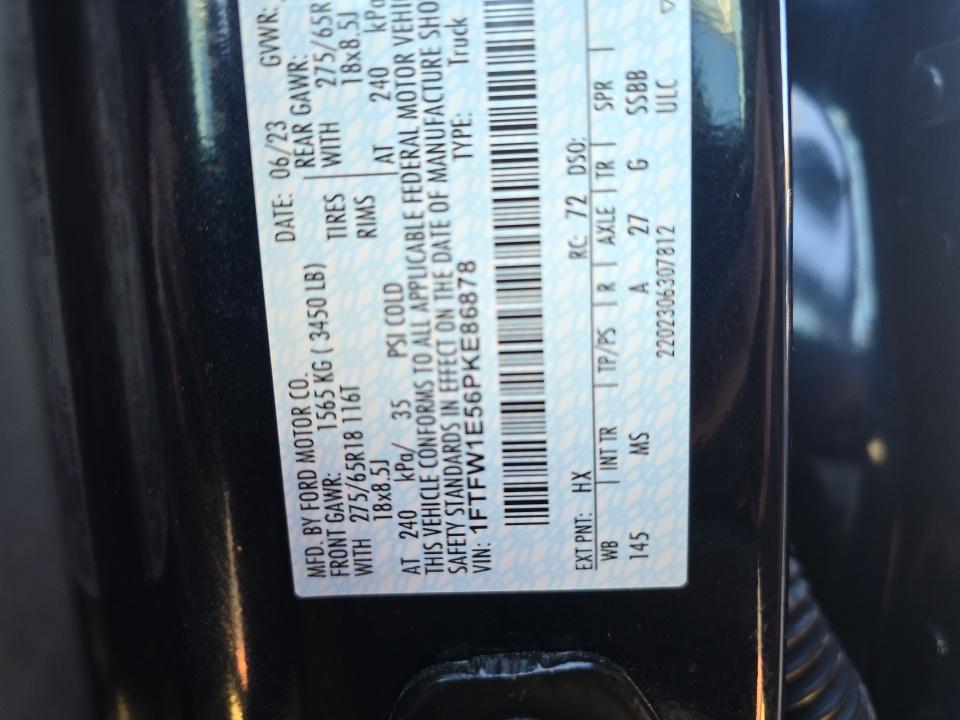 MFD. BY FORD MOTOR CO. DATE: 06/23 GVWR:
FRONT GAWR: 1565 KG ( 3450 LB) REAR GAWR:
WITH 275/65R18 116T TIRES WITH 275/65R
18x8.5J RIMS 18x8.5J
AT 240 kPa/ 35 PSI COLD AT 240 kPa
THIS VEHICLE CONFORMS TO ALL APPLICABLE FEDERAL MOTOR VEHI
SAFETY STANDARDS IN EFFECT ON THE DATE OF MANUFACTURE SHO
VIN: 1FTFW1E56PKE86878 TYPE: Truck
EXT PNT: HX RC: 72 DSO:
WB | INT TR | TP/PS | R | AXLE | TR | SPR |
145 MS A 27 G SSBB
2202306307812 ULC